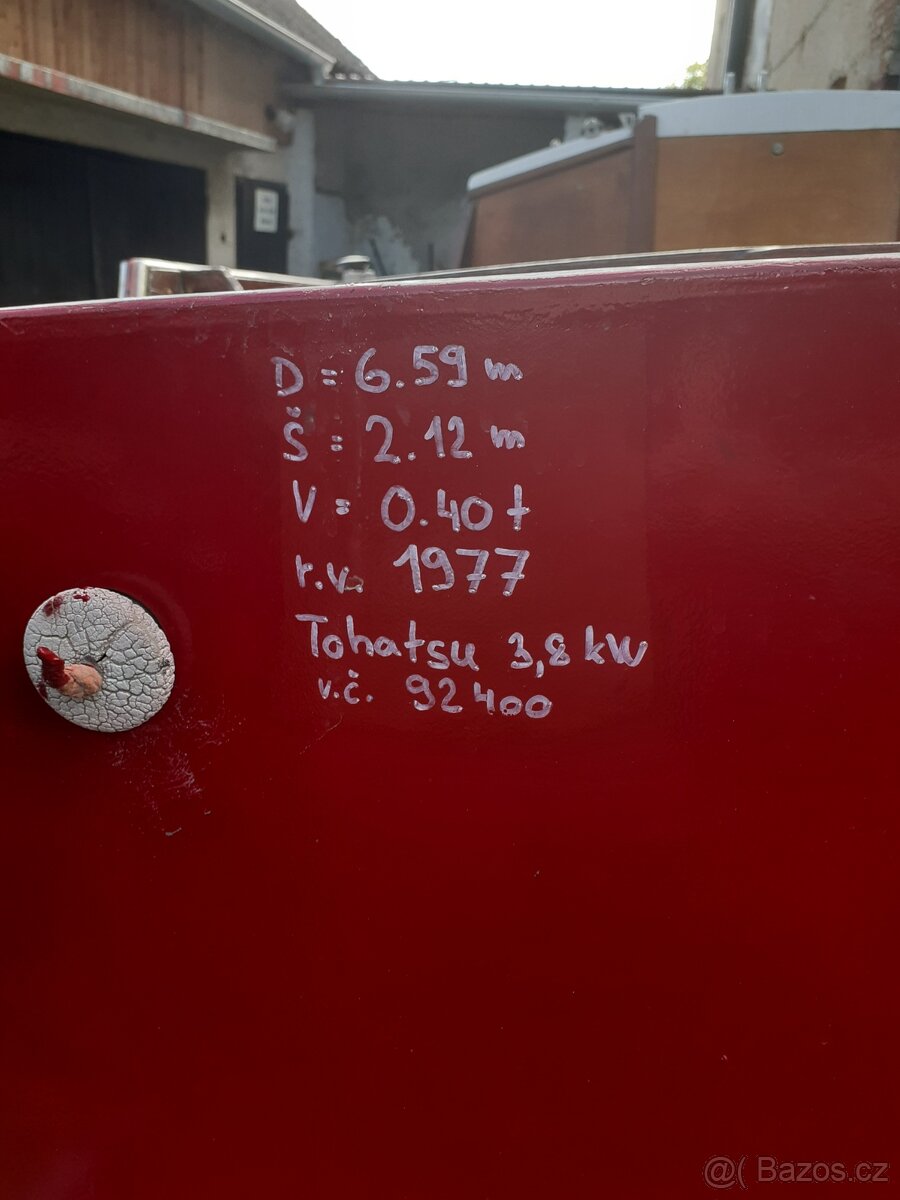 D = 6.59 m
Š = 2.12 m
V = 0.40 t
r.v. 1977
Tohatsu 3,8 kW
v.č. 92400
@( Bazos.cz